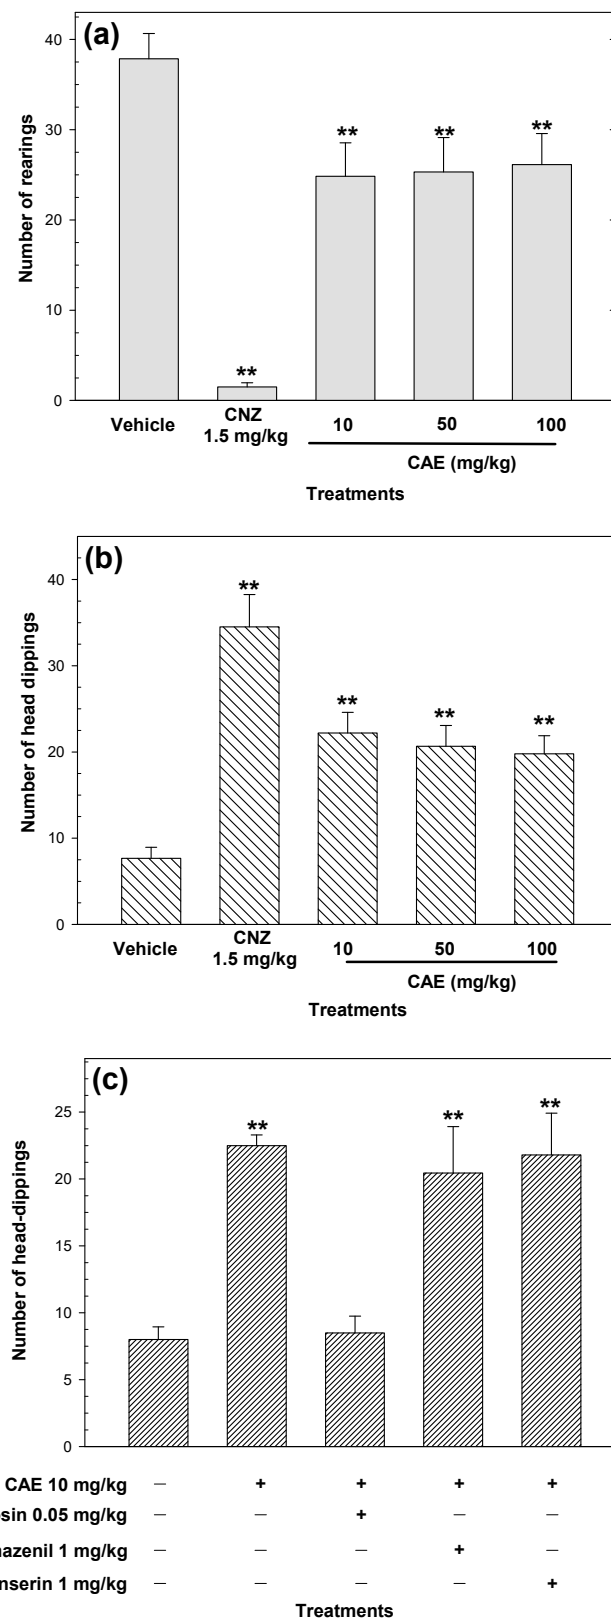 (a)
Number of rearings
40
30
20
10
0
**
**
**
**
Vehicle
CNZ
1.5 mg/kg
10
50
100
CAE (mg/kg)
Treatments
(b)
Number of head dippings
40
30
20
10
0
**
**
**
**
Vehicle
CNZ
1.5 mg/kg
10
50
100
CAE (mg/kg)
Treatments
(c)
Number of head-dippings
25
20
15
10
5
0
**
**
**
CAE 10 mg/kg – + + + +
osin 0.05 mg/kg – – + – –
nazenil 1 mg/kg – – – + –
nserin 1 mg/kg – – – – +
Treatments